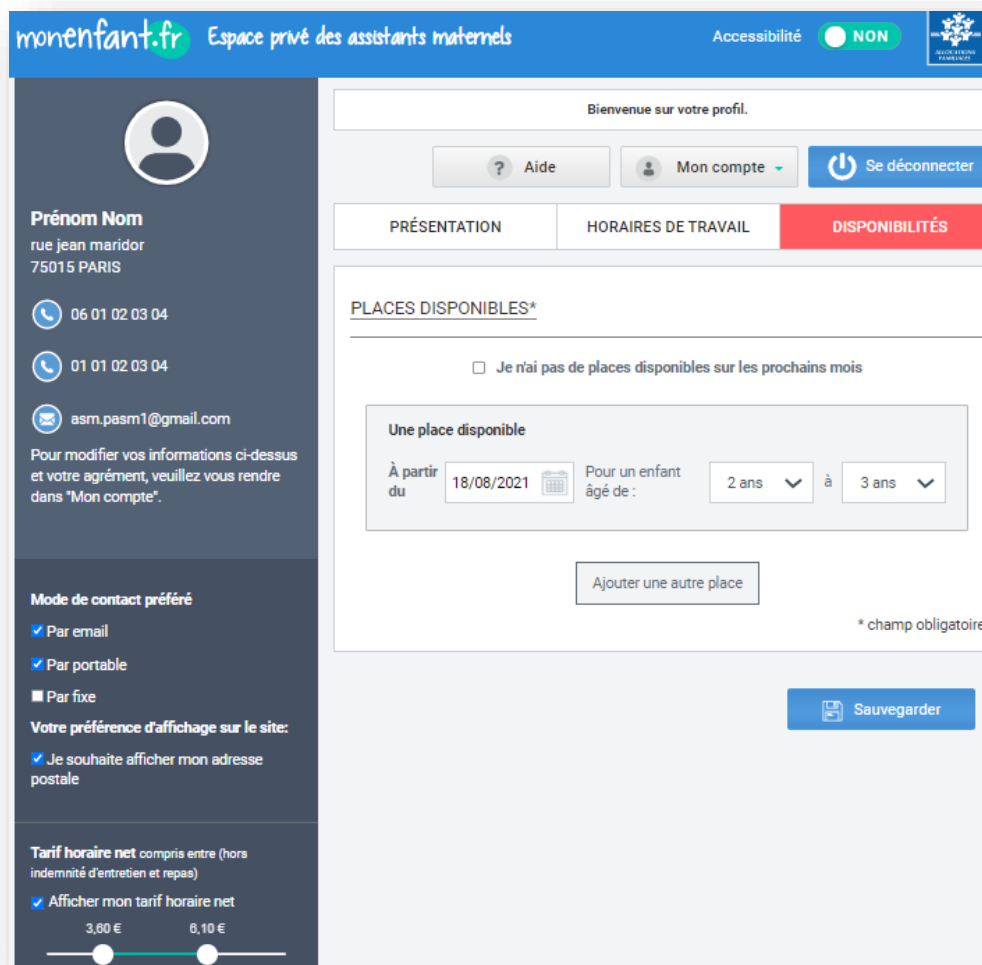 monenfant.fr Espace privé des assistants maternels
Accessibilité NON
ALLOCATIONS
FAMILIALES
Prénom Nom
rue jean maridor
75015 PARIS
06 01 02 03 04
01 01 02 03 04
asm.pasm1@gmail.com
Pour modifier vos informations ci-dessus
et votre agrément, veuillez vous rendre
dans "Mon compte".
Mode de contact préféré
Par email
Par portable
Par fixe
Votre préférence d'affichage sur le site:
Je souhaite afficher mon adresse
postale
Tarif horaire net compris entre (hors
indemnité d'entretien et repas)
Afficher mon tarif horaire net
3,60 € 6,10 €
Bienvenue sur votre profil.
? Aide
Mon compte
Se déconnecter
PRÉSENTATION
HORAIRES DE TRAVAIL
DISPONIBILITÉS
PLACES DISPONIBLES*
Je n'ai pas de places disponibles sur les prochains mois
Une place disponible
À partir
du
18/08/2021
Pour un enfant
âgé de :
2 ans
à
3 ans
Ajouter une autre place
* champ obligatoire
Sauvegarder